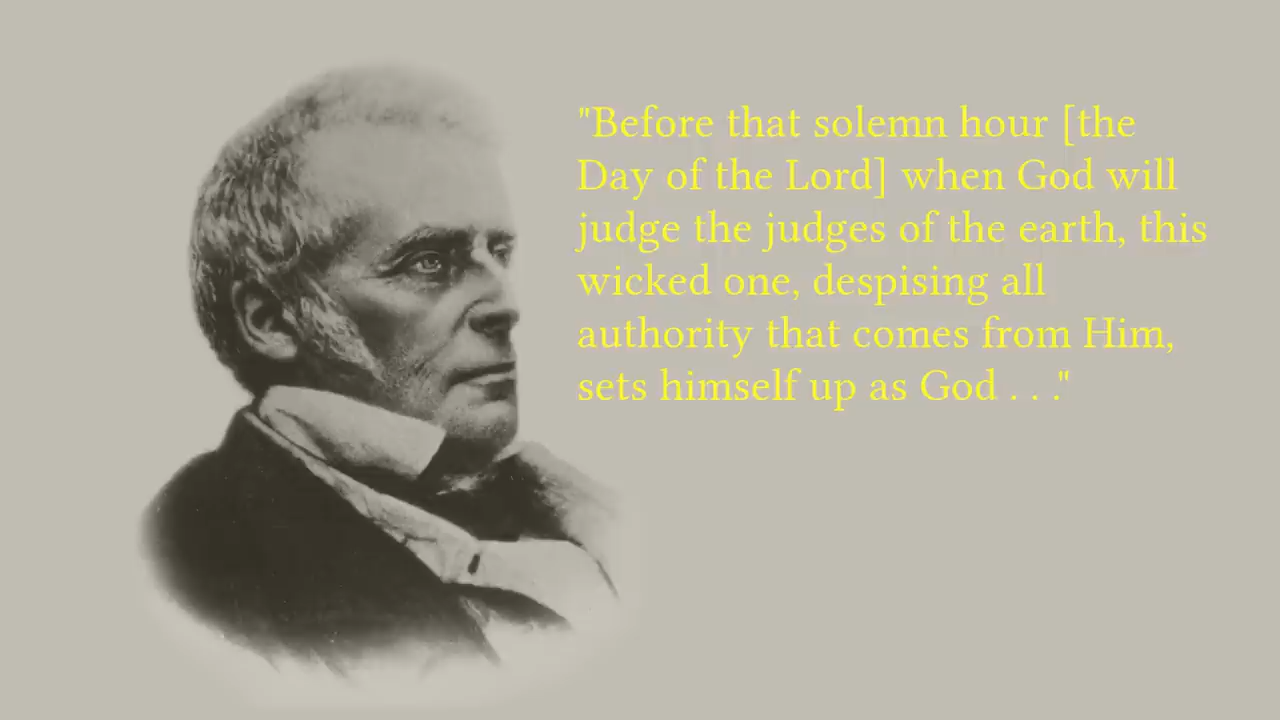 "Before that solemn hour [the
Day of the Lord] when God will
judge the judges of the earth, this
wicked one, despising all
authority that comes from Him,
sets himself up as God . . ."